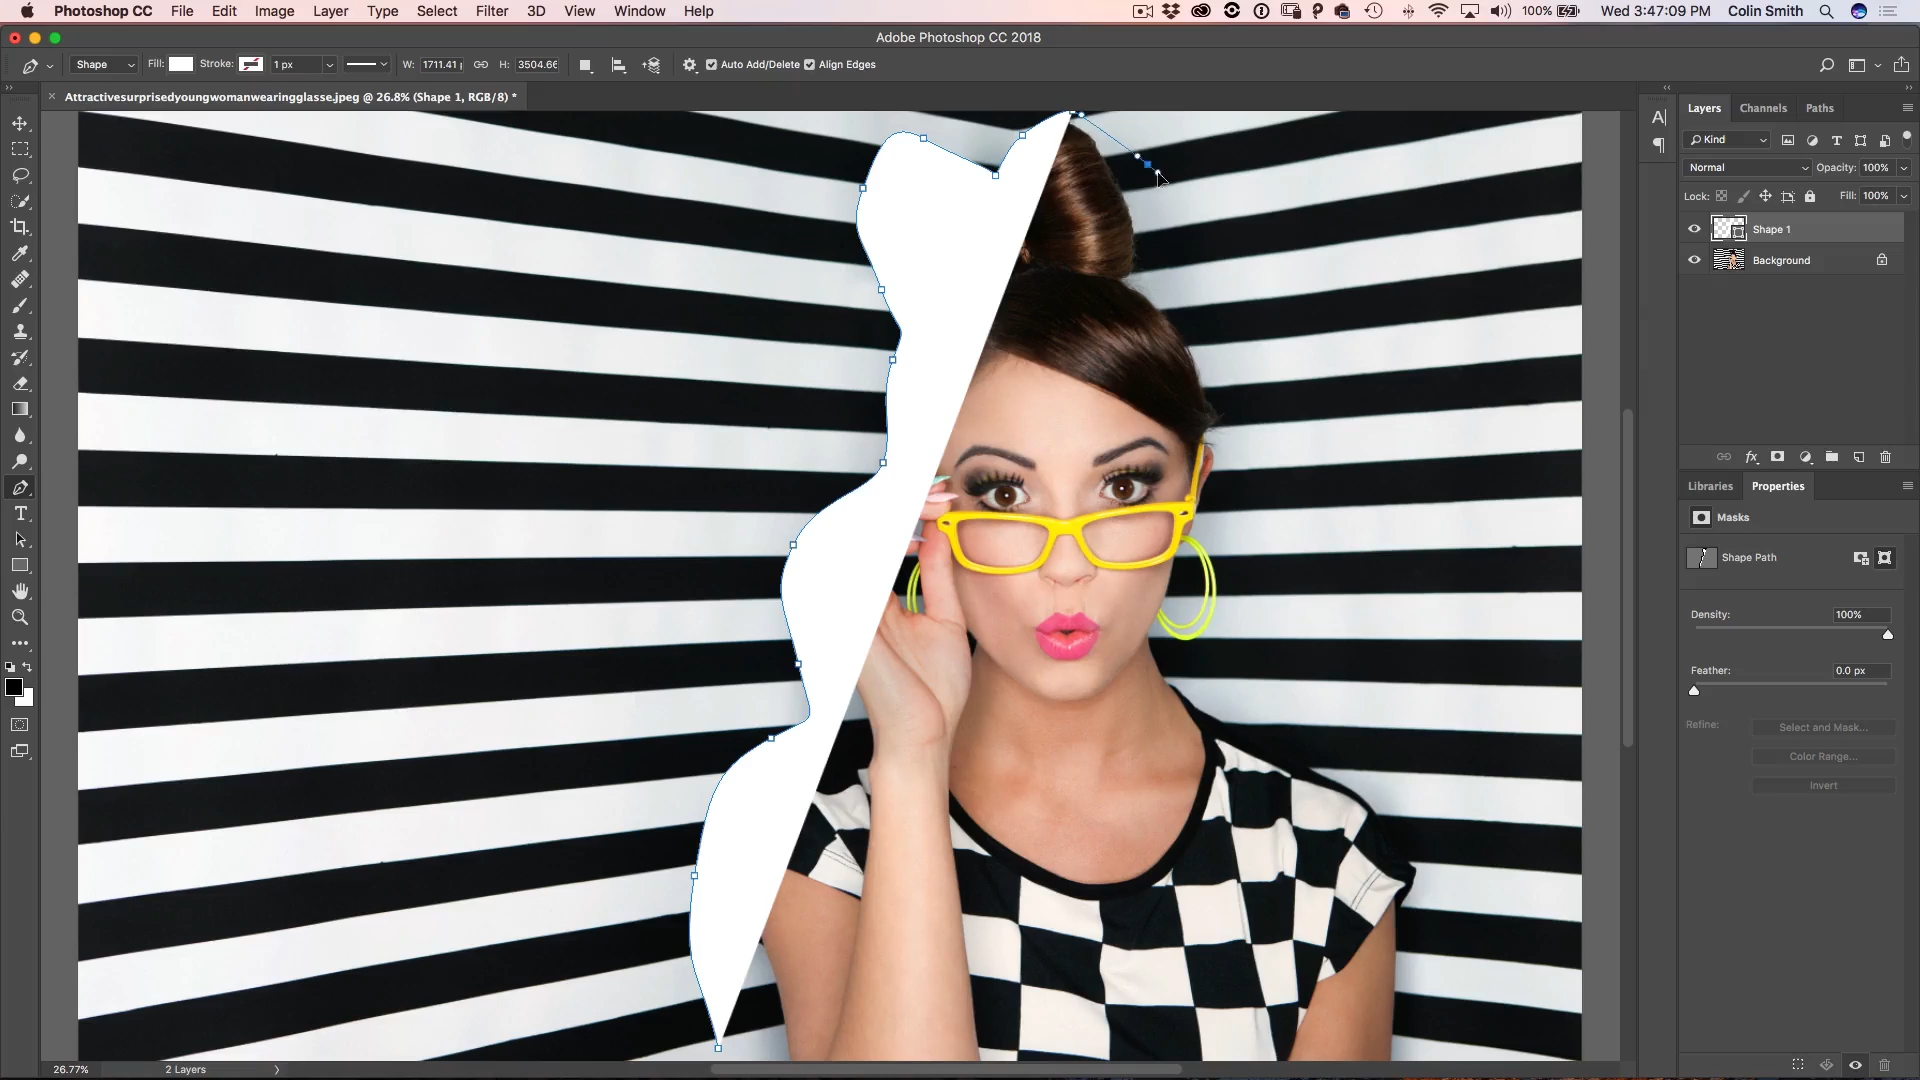 Photoshop CC File Edit Image Layer Type Select Filter 3D View Window Help 100% Wed 3:47:09 PM Colin Smith
Adobe Photoshop CC 2018
Shape Fill: Stroke: 1 px W: 1711.41 p H: 3504.66 Auto Add/Delete Align Edges
× Attractivesurprisedyoungwomanwearingglasse.jpeg @ 26.8% (Shape 1, RGB/8) *
Layers Channels Paths
Kind
Normal Opacity: 100%
Lock: Fill: 100%
Shape 1
Background
fx
Libraries Properties
Masks
Shape Path
Density: 100%
Feather: 0.0 px
Refine: Select and Mask...
Color Range...
Invert
26.77% 2 Layers